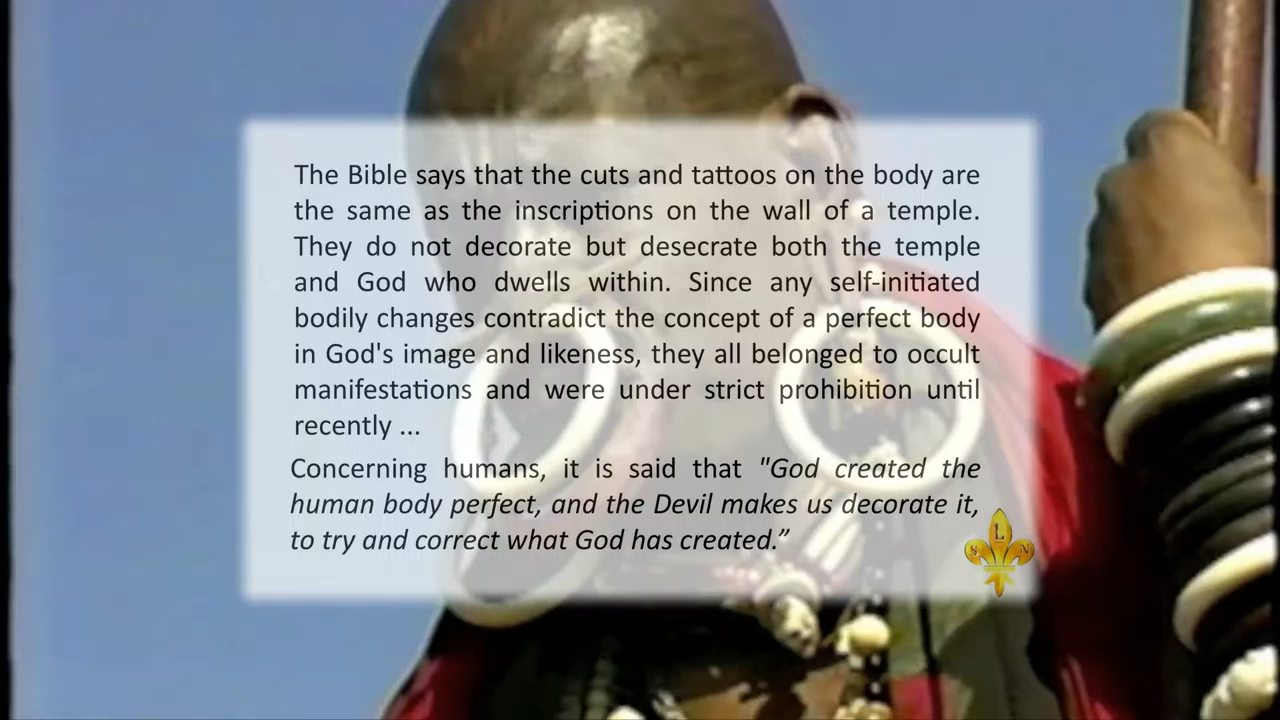 The Bible says that the cuts and tattoos on the body are
the same as the inscriptions on the wall of a temple.
They do not decorate but desecrate both the temple
and God who dwells within. Since any self-initiated
bodily changes contradict the concept of a perfect body
in God's image and likeness, they all belonged to occult
manifestations and were under strict prohibition until
recently ...
Concerning humans, it is said that "God created the
human body perfect, and the Devil makes us decorate it,
to try and correct what God has created.”
L
S N